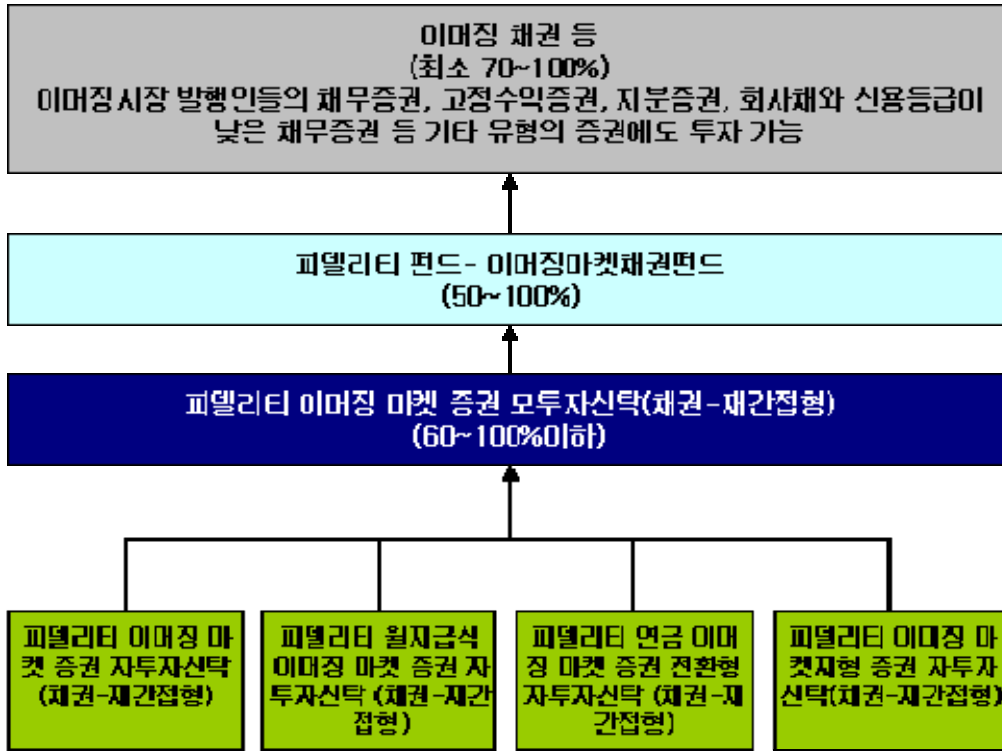 이머징 채권 등
(최소 70~100%)
이머징시장 발행인들의 채무증권, 고정수익증권, 지분증권, 회사채와 신용등급이
낮은 채무증권 등 기타 유형의 증권에도 투자 가능
피델리티 펀드- 이머징마켓채권펀드
(50~100%)
피델리티 이머징 마켓 증권 모투자신탁(채권-재간접형)
(60~100%이하)
피델리티 이머징 마
켓 증권 자투자신탁
(채권-재간접형)
피델리티 월지급식
이머징 마켓 증권 자
투자신탁 (채권-재간
접형)
피델리티 연금 이머
징 마켓 증권 전환형
자투자신탁 (채권-재
간접형)
피델리티 이머징 마
켓재형 증권 자투자
신탁(채권-재간접형)